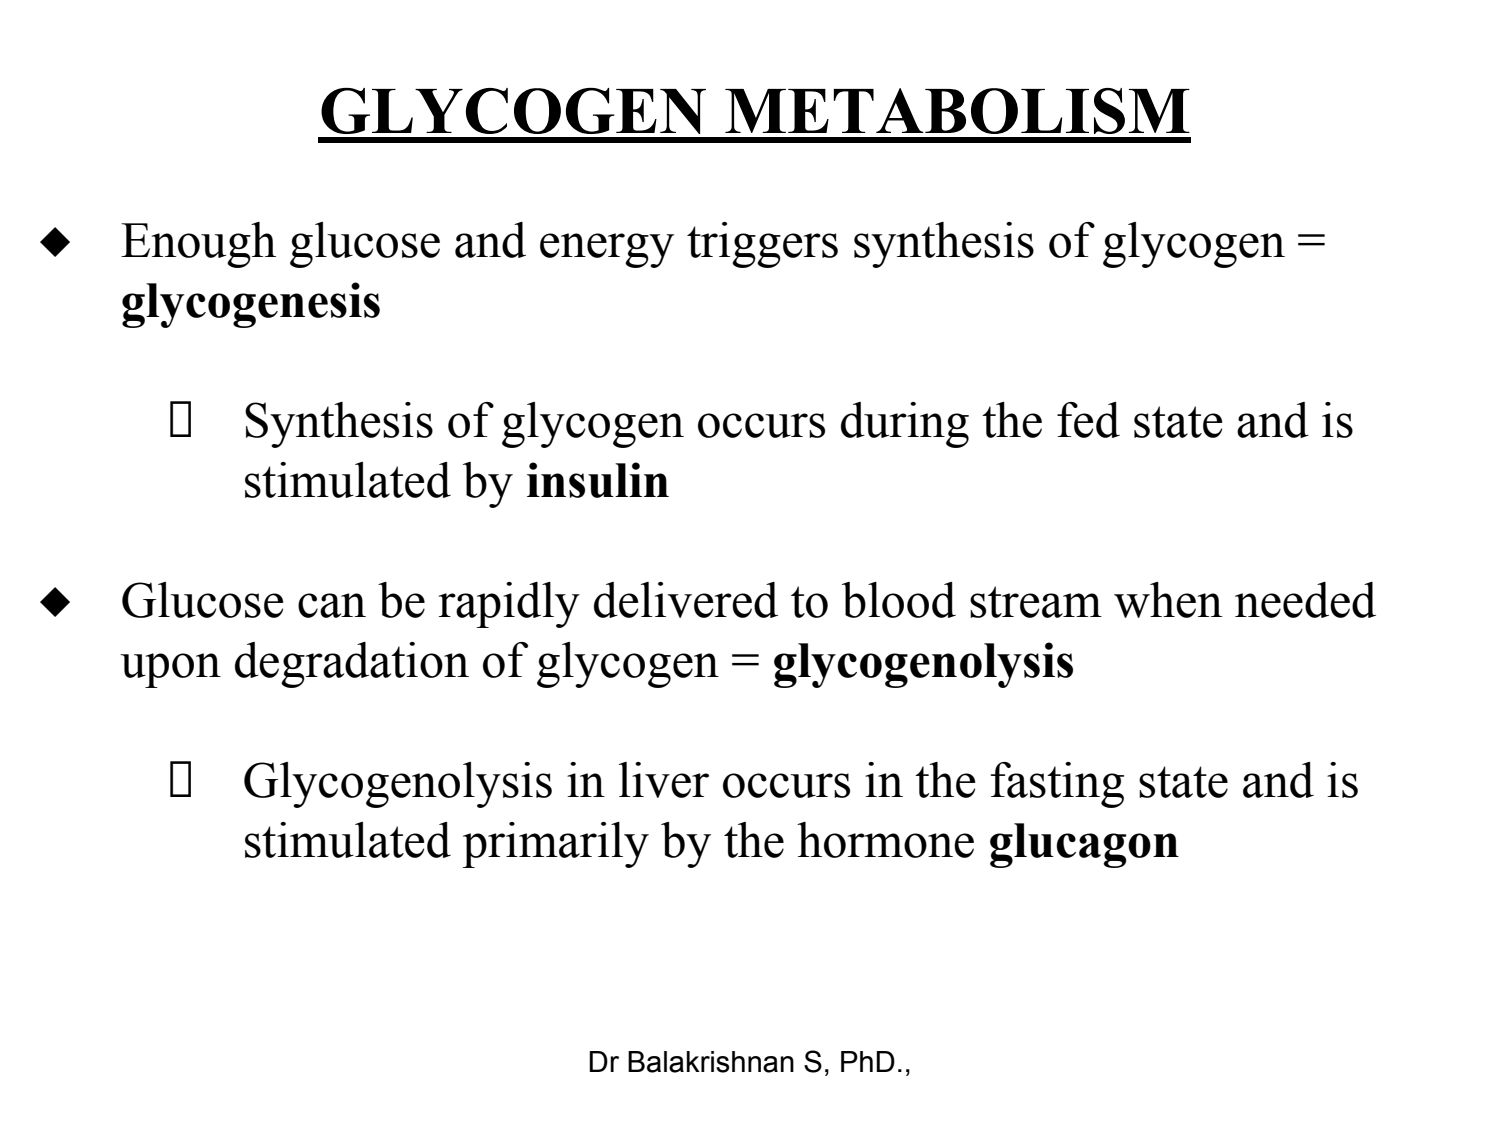 GLYCOGEN METABOLISM
◆ Enough glucose and energy triggers synthesis of glycogen =
glycogenesis
Synthesis of glycogen occurs during the fed state and is
stimulated by insulin
◆ Glucose can be rapidly delivered to blood stream when needed
upon degradation of glycogen = glycogenolysis
Glycogenolysis in liver occurs in the fasting state and is
stimulated primarily by the hormone glucagon
Dr Balakrishnan S, PhD.,